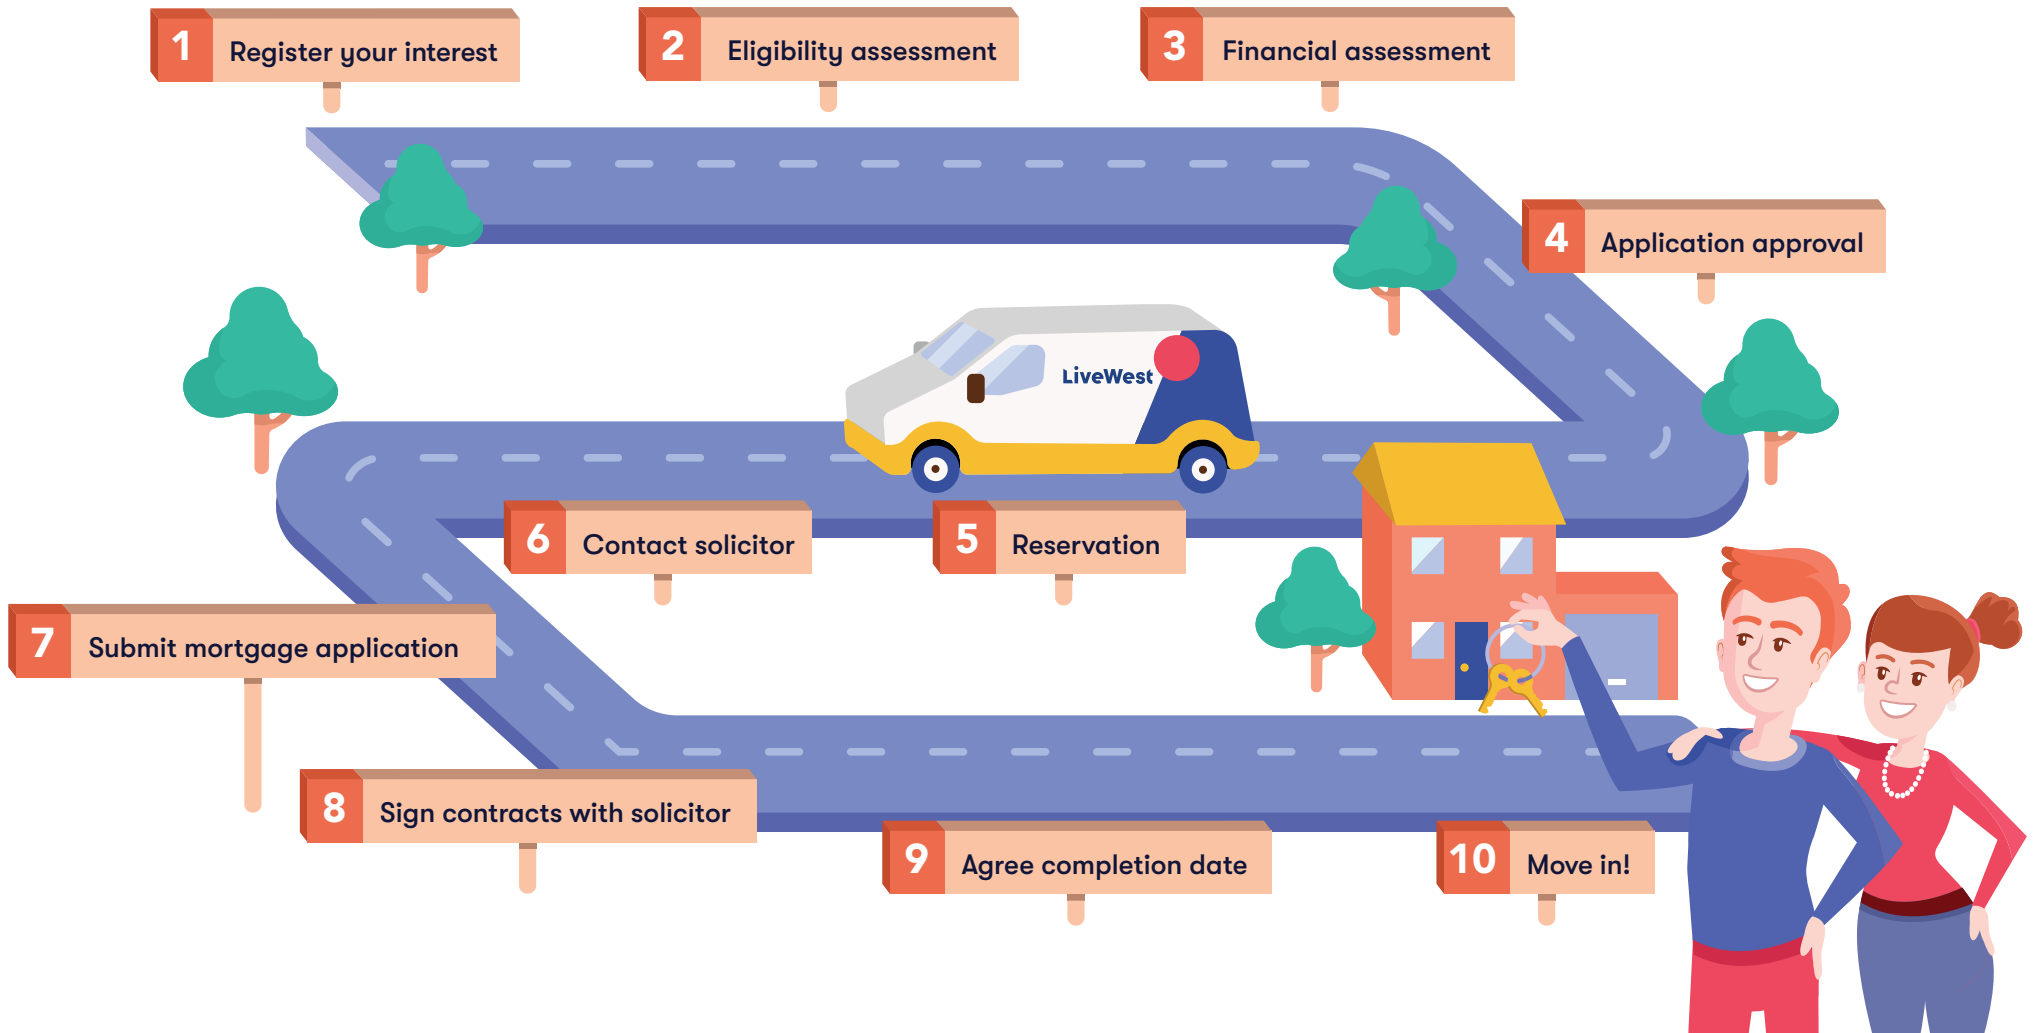 1 Register your interest
2 Eligibility assessment
3 Financial assessment
4 Application approval
LiveWest
5 Reservation
6 Contact solicitor
7 Submit mortgage application
8 Sign contracts with solicitor
9 Agree completion date
10 Move in!